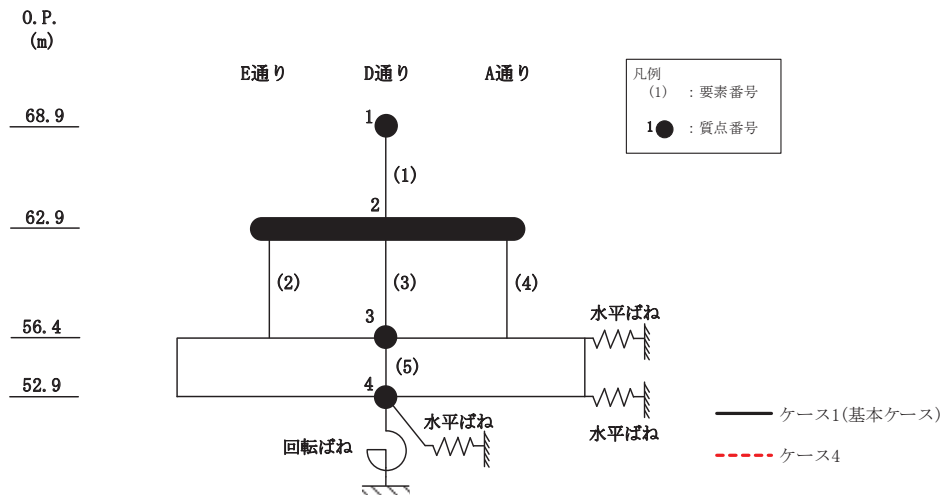 O.P.
(m)
E通り
D通り
A通り
凡例
(1) : 要素番号
1 : 質点番号
68.9
1
(1)
2
62.9
(2)
(3)
(4)
3
水平ばね
56.4
(5)
4
52.9
水平ばね
水平ばね
回転ばね
ケース1(基本ケース)
ケース4